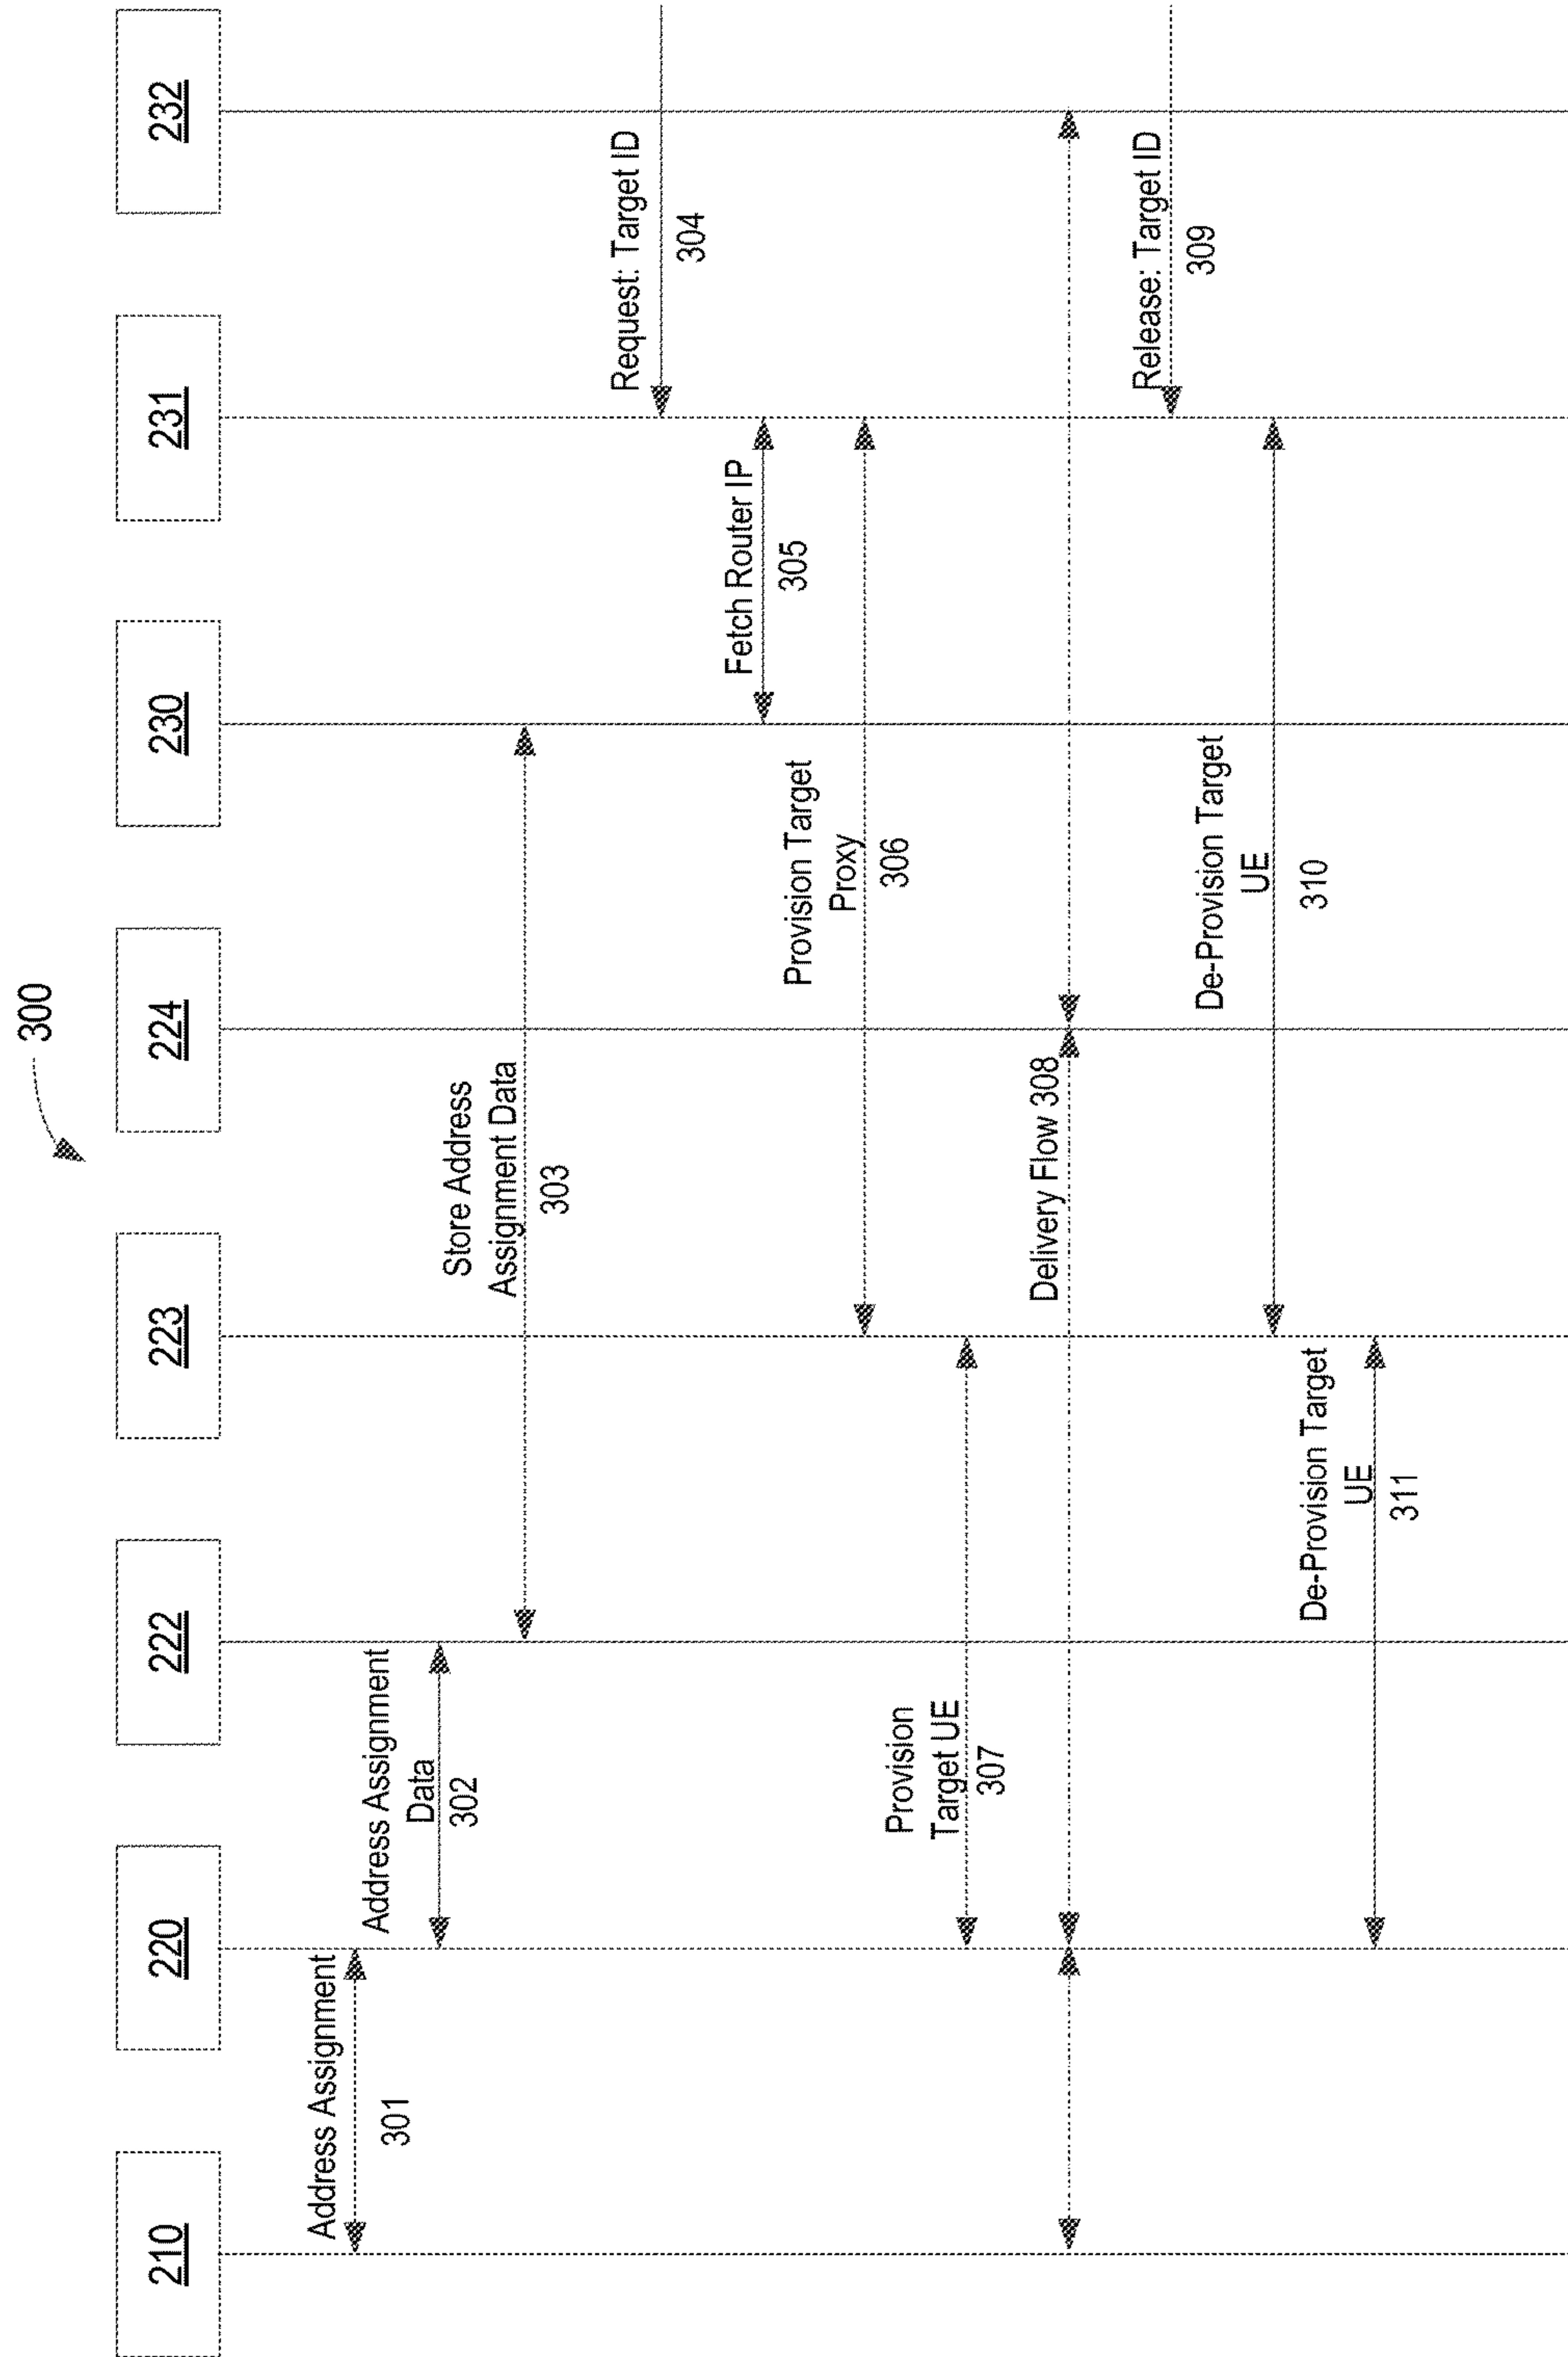 300
210
220
222
223
224
230
231
232
Address Assignment
301
Address Assignment
Data
302
Store Address
Assignment Data
303
Request: Target ID
304
Fetch Router IP
305
Provision Target
Proxy
306
Provision
Target UE
307
Delivery Flow 308
Release: Target ID
309
De-Provision Target
UE
310
De-Provision Target
UE
311